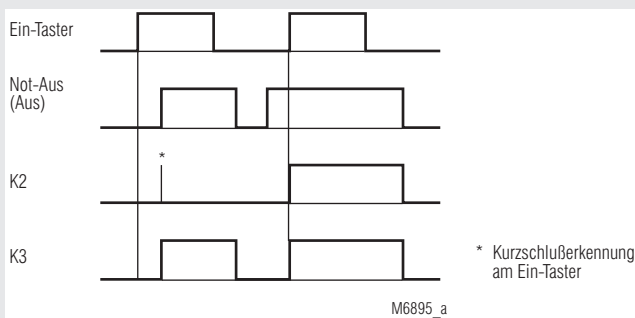 Ein-Taster
Not-Aus
(Aus)
*
K2
K3
* Kurzschlußerkennung
am Ein-Taster
M6895_a